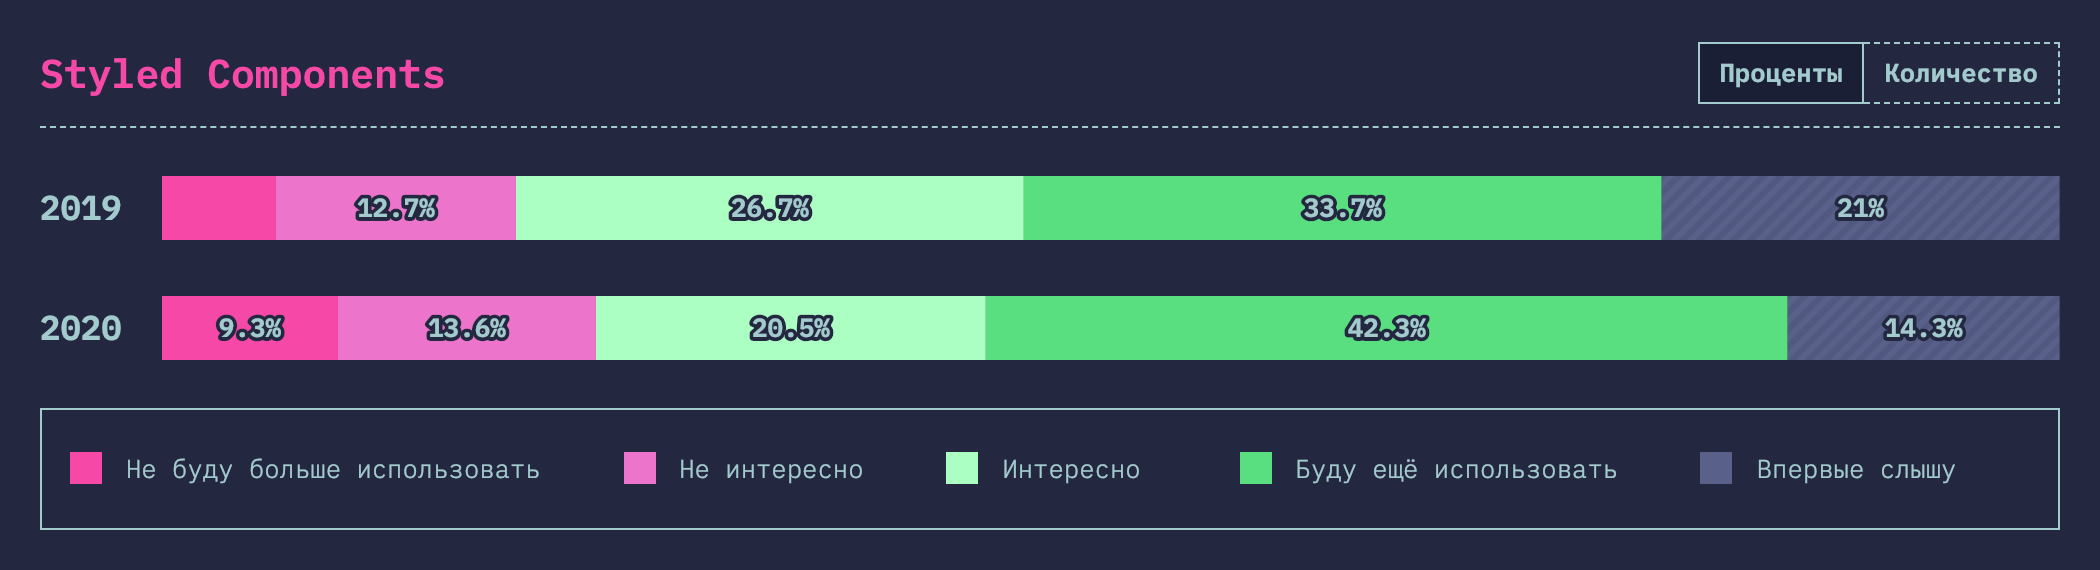 Styled Components
Проценты Количество
2019 12.7% 26.7% 33.7% 21%
2020 9.3% 13.6% 20.5% 42.3% 14.3%
Не буду больше использовать Не интересно Интересно Буду ещё использовать Впервые слышу